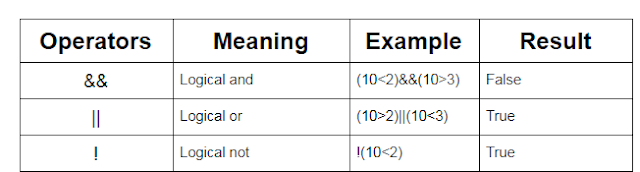 Operators Meaning Example Result
&& Logical and (10<2)&&(10>3) False
|| Logical or (10>2)||(10<3) True
! Logical not !(10<2) True